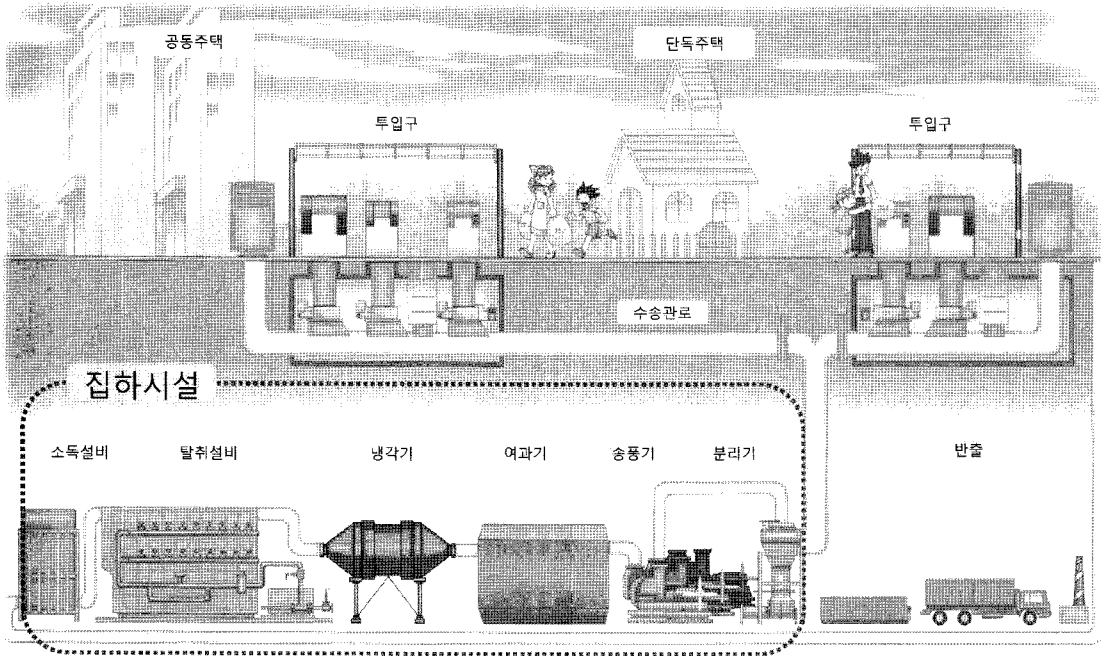 공동주택
단독주택
투입구
투입구
수송관로
집하시설
소독설비
탈취설비
냉각기
여과기
송풍기
분리기
반출